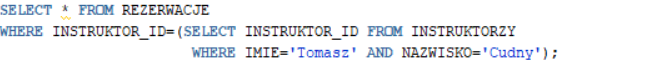 SELECT * FROM REZERWACJE
WHERE INSTRUKTOR_ID=(SELECT INSTRUKTOR_ID FROM INSTRUKTORZY
WHERE IMIE='Tomasz' AND NAZWISKO='Cudny');